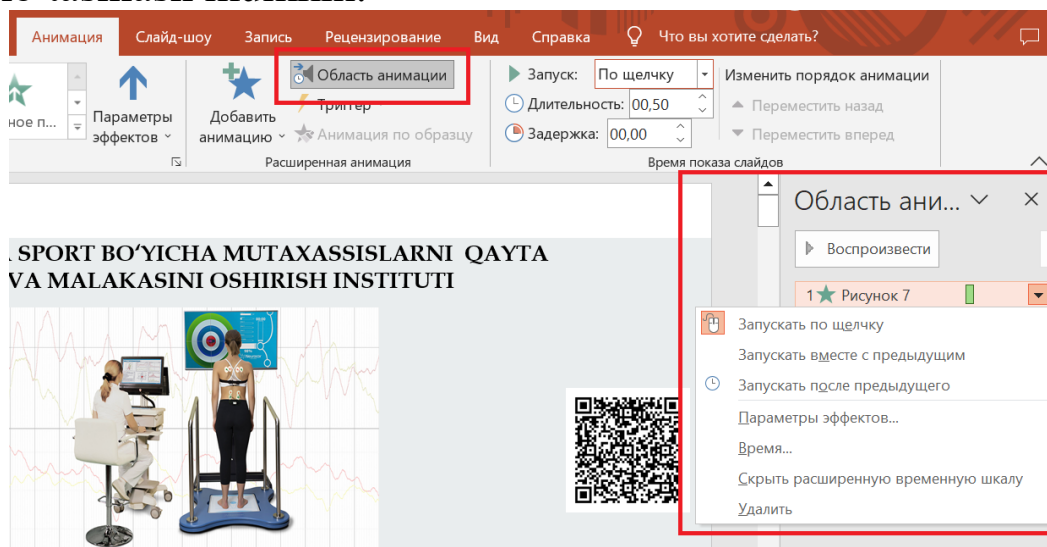 Анимация Слайд-шоу Запись Рецензирование Вид Справка Что вы хотите сделать?
Область анимации
Триггер
Анимация по образцу
ное п...
Параметры
эффектов
Добавить
анимацию
Расширенная анимация
Запуск: По щелчку
Длительность: 00,50
Задержка: 00,00
Изменить порядок анимации
Переместить назад
Переместить вперед
Время показа слайдов
SPORT BO‘YICHA MUTAXASSISLARNI QAYTA
VA MALAKASINI OSHIRISH INSTITUTI
Область ани...
Воспроизвести
1 Рисунок 7
Запускать по щелчку
Запускать вместе с предыдущим
Запускать после предыдущего
Параметры эффектов...
Время...
Скрыть расширенную временную шкалу
Удалить